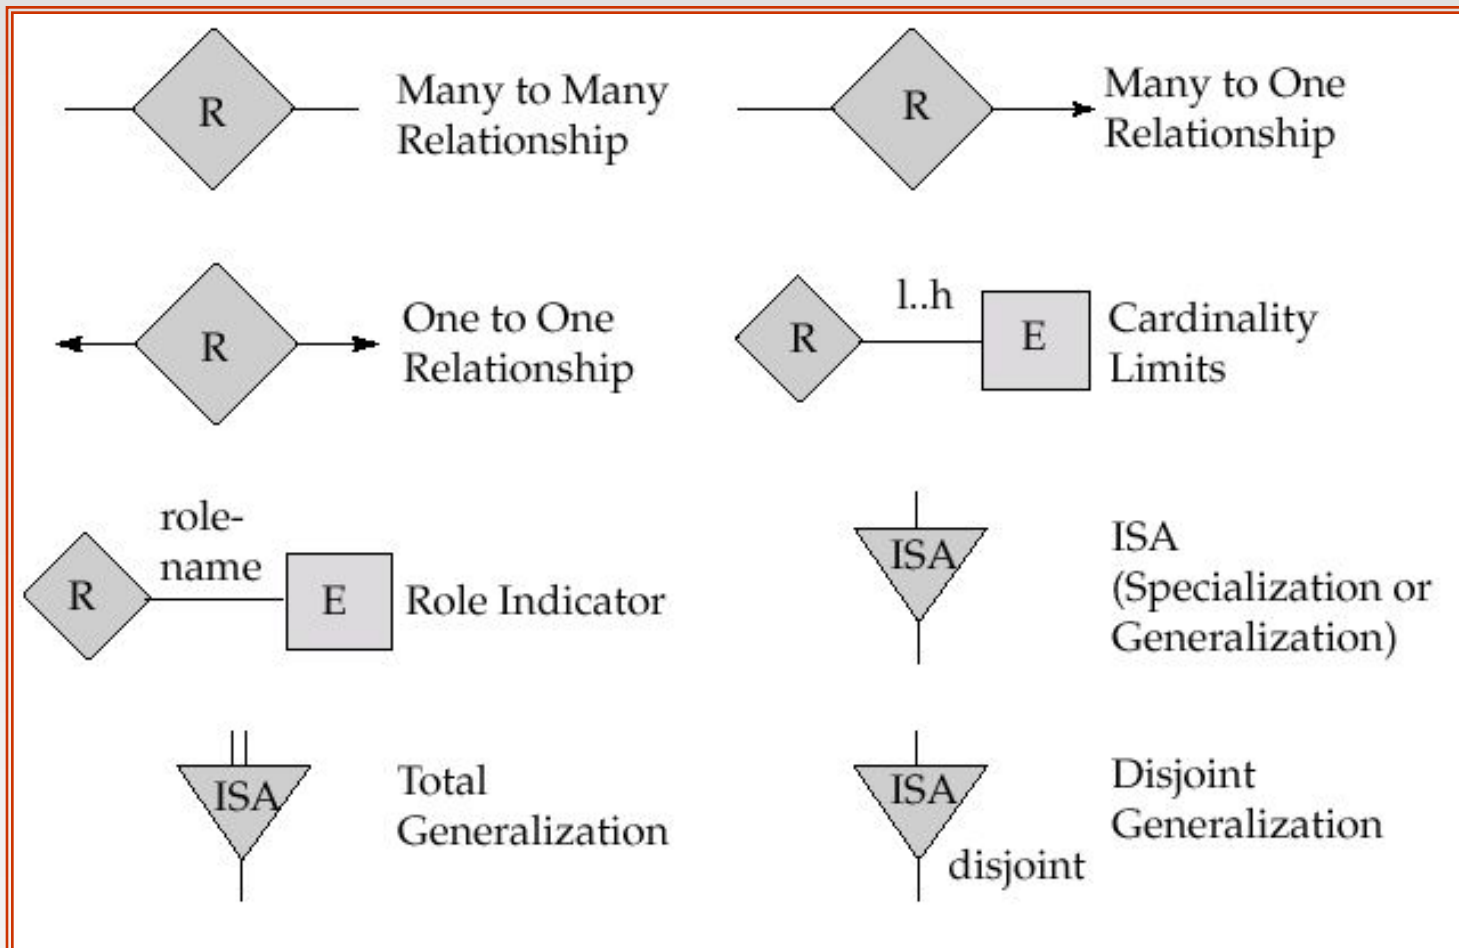 R
Many to Many
Relationship
R
Many to One
Relationship
R
One to One
Relationship
R
l..h
E
Cardinality
Limits
R
role-
name
E
Role Indicator
ISA
ISA
(Specialization or
Generalization)
ISA
Total
Generalization
ISA
disjoint
Disjoint
Generalization